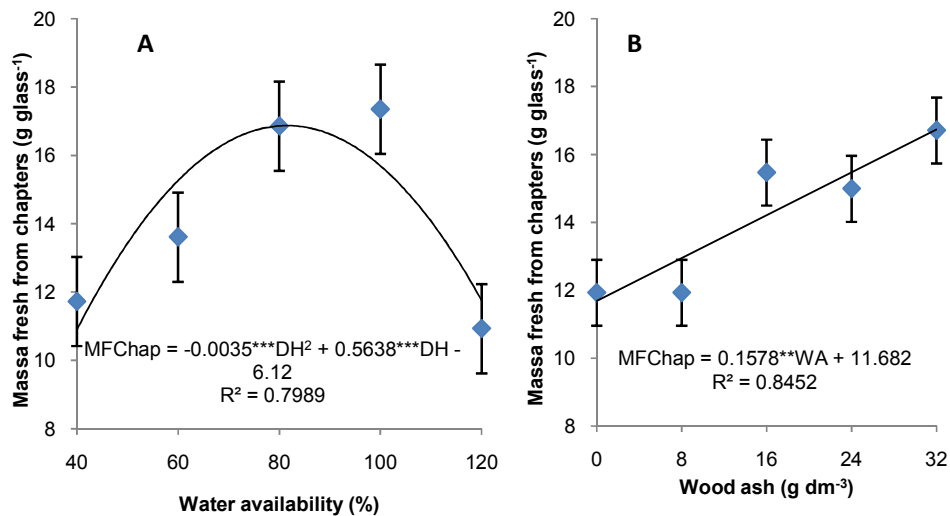 A
Massa fresh from chapters (g glass⁻¹)
20
18
16
14
12
10
8
MFChap = -0.0035***DH² + 0.5638***DH -
6.12
R² = 0.7989
40 60 80 100 120
Water availability (%)
B
Massa fresh from chapters (g glass⁻¹)
20
18
16
14
12
10
8
MFChap = 0.1578**WA + 11.682
R² = 0.8452
0 8 16 24 32
Wood ash (g dm⁻³)